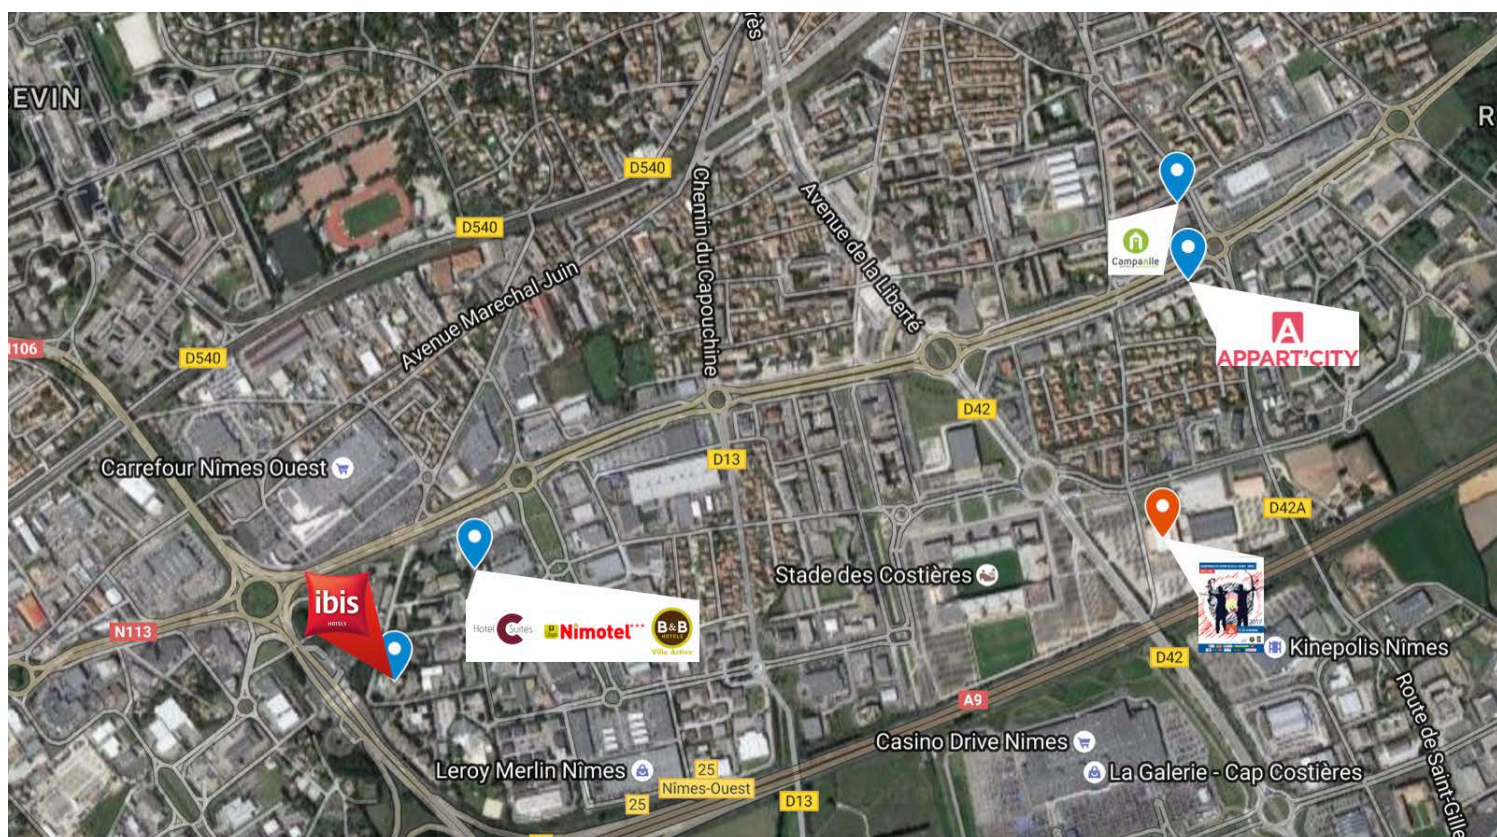 rès
EVIN
R
D540
Chemin du Capouchine
Avenue de la Liberté
D540
Campanile
Avenue Marechal Juin
106
D540
A
APPART'CITY
D42
Carrefour Nîmes Ouest
D13
D42A
Stade des Costières
ibis
HOTELS
Hotel C Suites
Nimotel***
B&B
HOTELS
Ville Active
2017
N113
Kinepolis Nîmes
D42
A9
Route de Saint-Gille
Casino Drive Nimes
Leroy Merlin Nîmes
25
La Galerie - Cap Costières
Nîmes-Ouest
25
D13